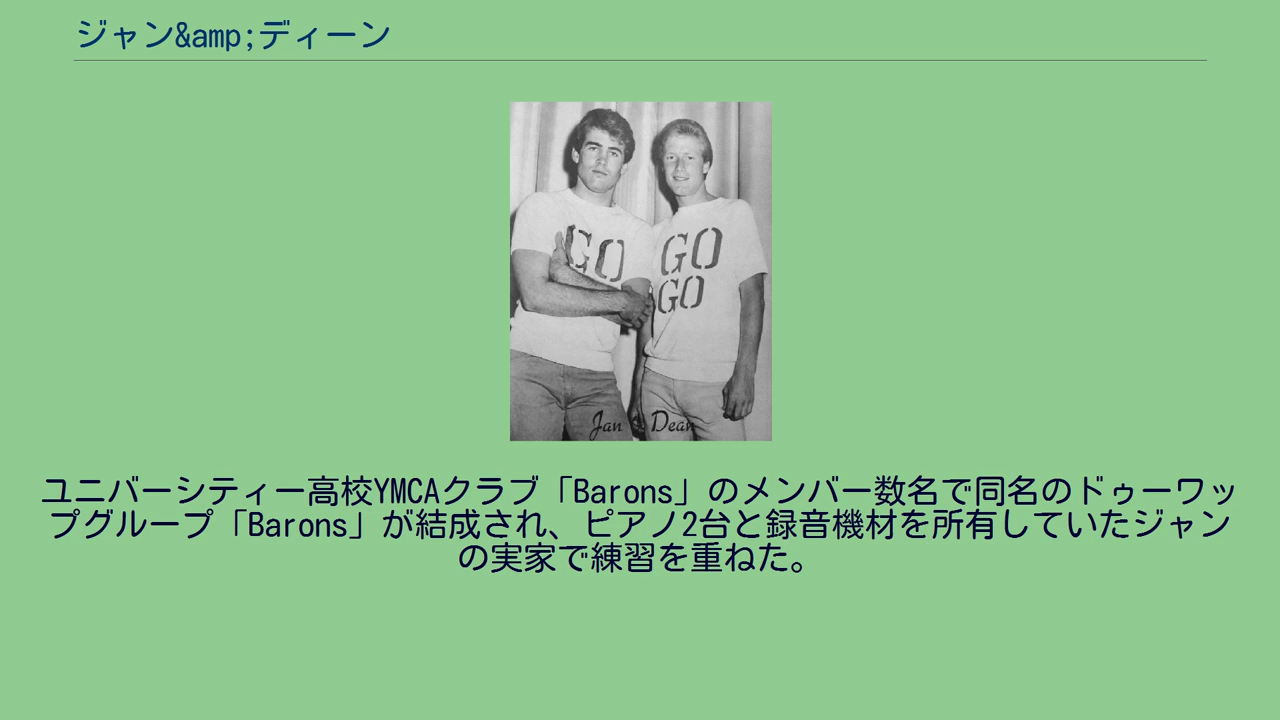 ジャン&amp;ディーン
GO GO
GO
Jan & Dean
ユニバーシティー高校YMCAクラブ「Barons」のメンバー数名で同名のドゥーワッ
プグループ「Barons」が結成され、ピアノ2台と録音機材を所有していたジャン
の実家で練習を重ねた。